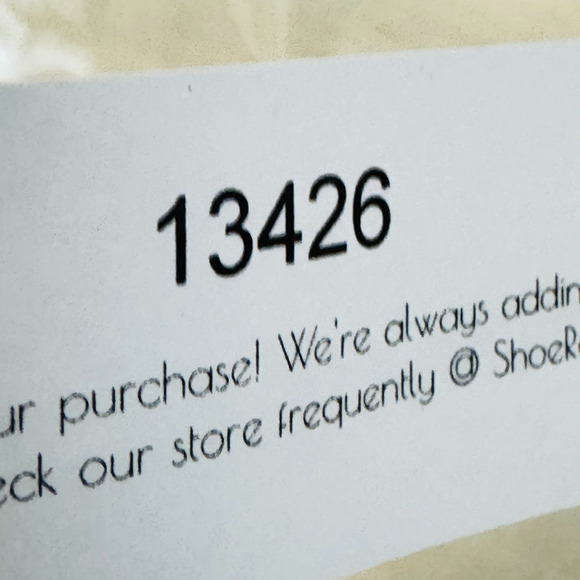 13426
ur purchase! We're always addin
eck our store frequently @ ShoeR